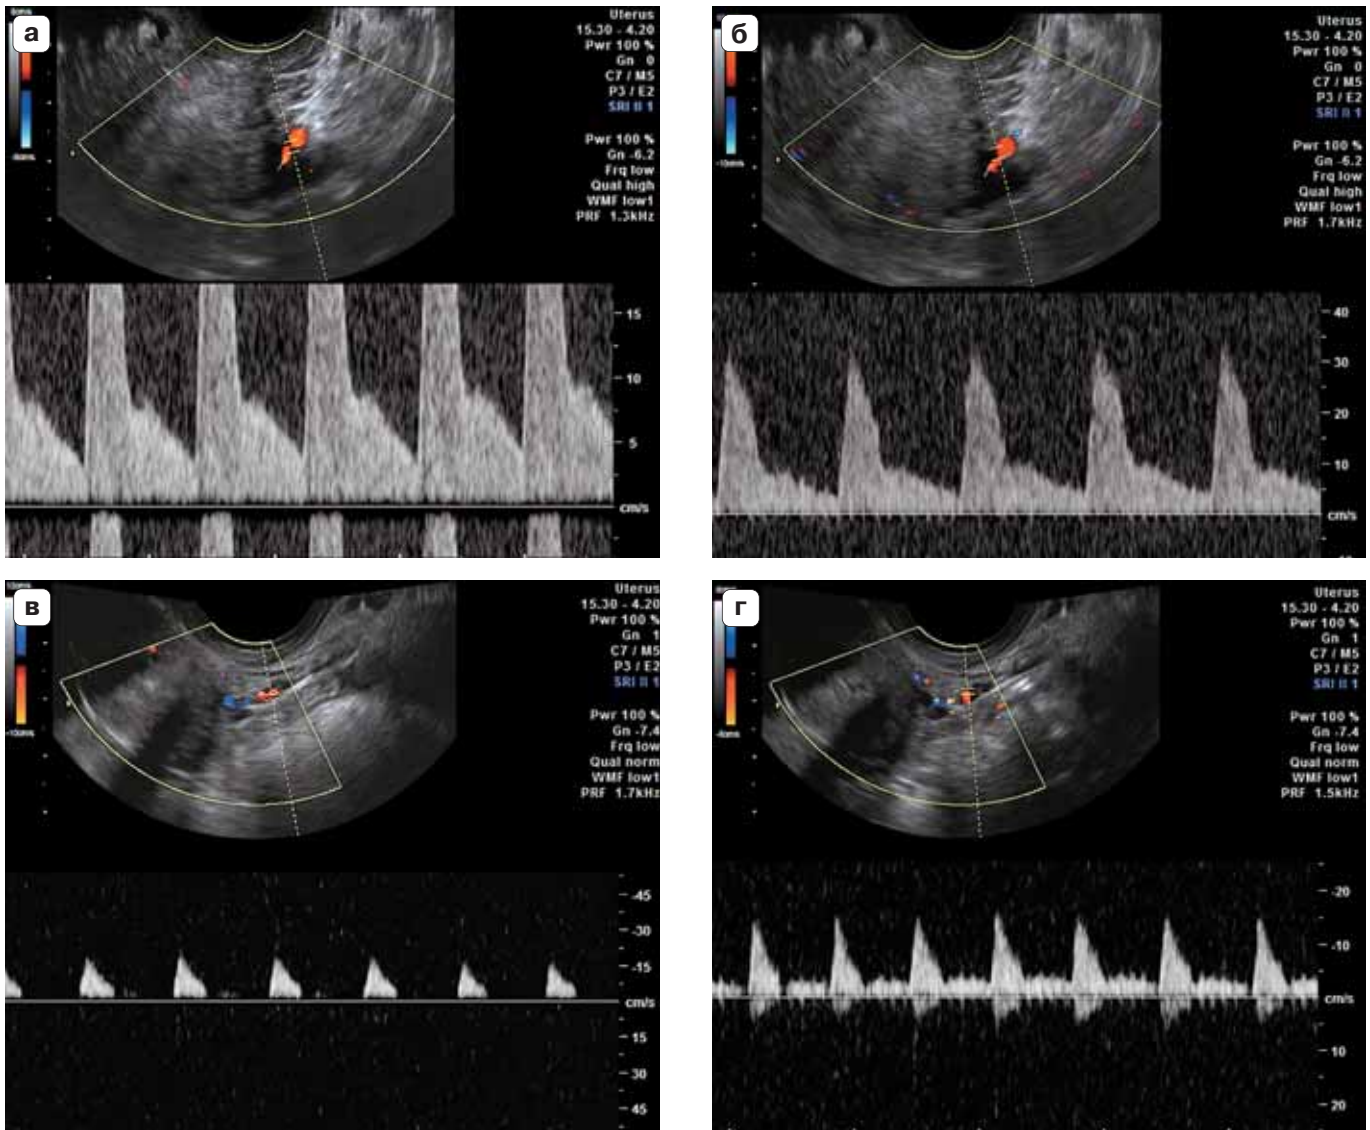 а
Uterus
15.30 - 4.20
Pwr 100 %
Gn 0
C7 / M5
P3 / E2
SRI II 1
Pwr 100 %
Gn -6.2
Frq low
Qual high
WMF low1
PRF 1.3kHz
15
10
5
cm/s
б
Uterus
15.30 - 4.20
Pwr 100 %
Gn 0
C7 / M5
P3 / E2
SRI II 1
Pwr 100 %
Gn -6.2
Frq low
Qual high
WMF low1
PRF 1.7kHz
40
30
20
10
cm/s
в
Uterus
15.30 - 4.20
Pwr 100 %
Gn 1
C7 / M5
P3 / E2
SRI II 1
Pwr 100 %
Gn -7.4
Frq low
Qual norm
WMF low1
PRF 1.7kHz
-45
-30
-15
cm/s
15
30
45
г
Uterus
15.30 - 4.20
Pwr 100 %
Gn 1
C7 / M5
P3 / E2
SRI II 1
Pwr 100 %
Gn -7.4
Frq low
Qual norm
WMF low1
PRF 1.5kHz
-20
-10
cm/s
10
20